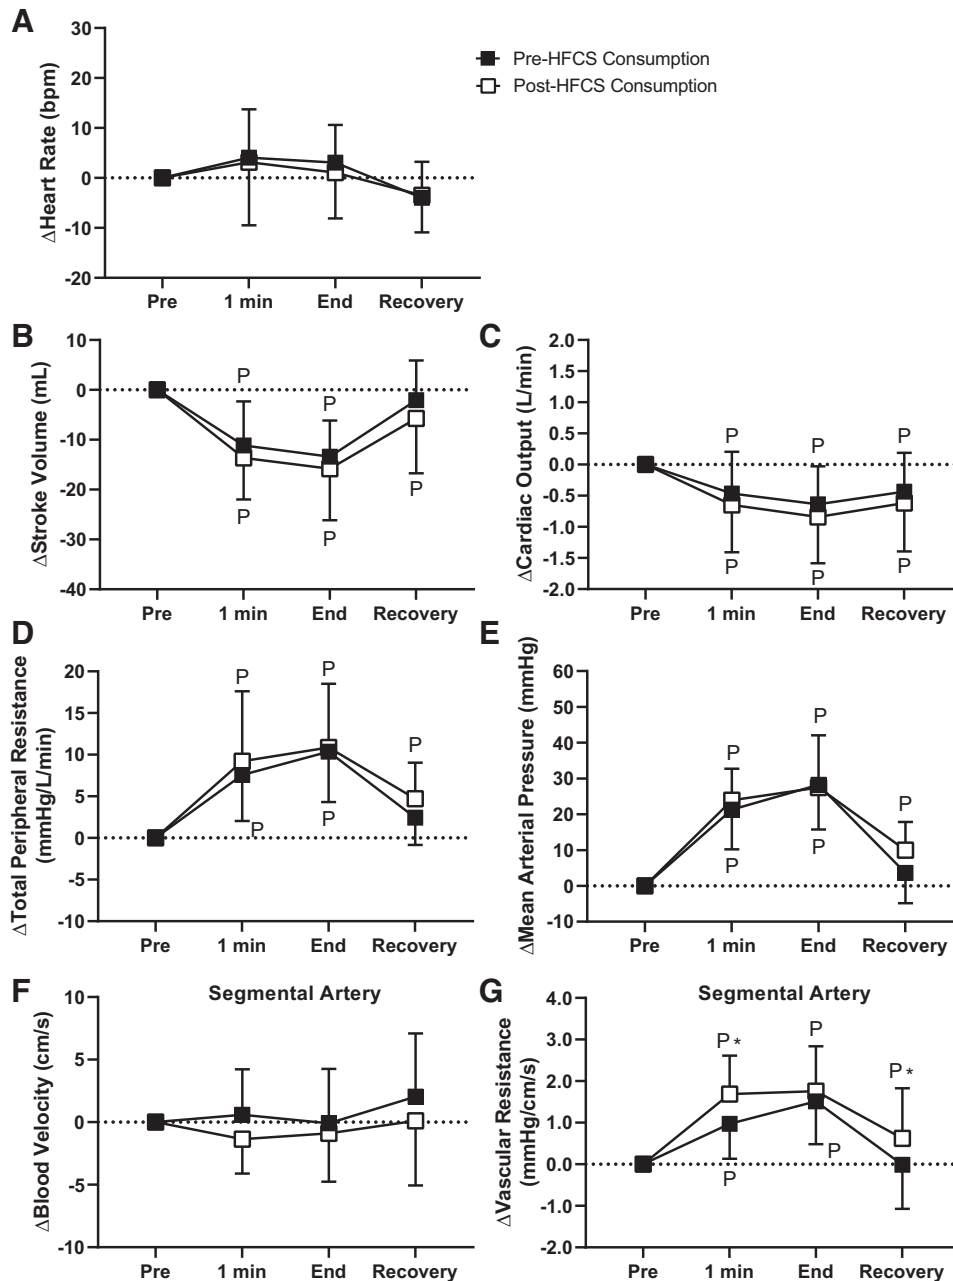 A
30
20
10
0
-10
-20
ΔHeart Rate (bpm)
Pre 1 min End Recovery
Pre-HFCS Consumption
Post-HFCS Consumption
B
10
0
-10
-20
-30
-40
ΔStroke Volume (mL)
P
P
P
P
P
Pre 1 min End Recovery
C
2.0
1.5
1.0
0.5
0.0
-0.5
-1.0
-1.5
-2.0
ΔCardiac Output (L/min)
P P P
P P P
Pre 1 min End Recovery
D
20
15
10
5
0
-5
-10
ΔTotal Peripheral Resistance
(mmHg/L/min)
P P P
P P
Pre 1 min End Recovery
E
60
50
40
30
20
10
0
-10
ΔMean Arterial Pressure (mmHg)
P P P
P P
Pre 1 min End Recovery
F
Segmental Artery
10
5
0
-5
-10
ΔBlood Velocity (cm/s)
Pre 1 min End Recovery
G
Segmental Artery
4.0
3.0
2.0
1.0
0.0
-1.0
-2.0
ΔVascular Resistance
(mmHg/cm/s)
P* P P*
P P
Pre 1 min End Recovery